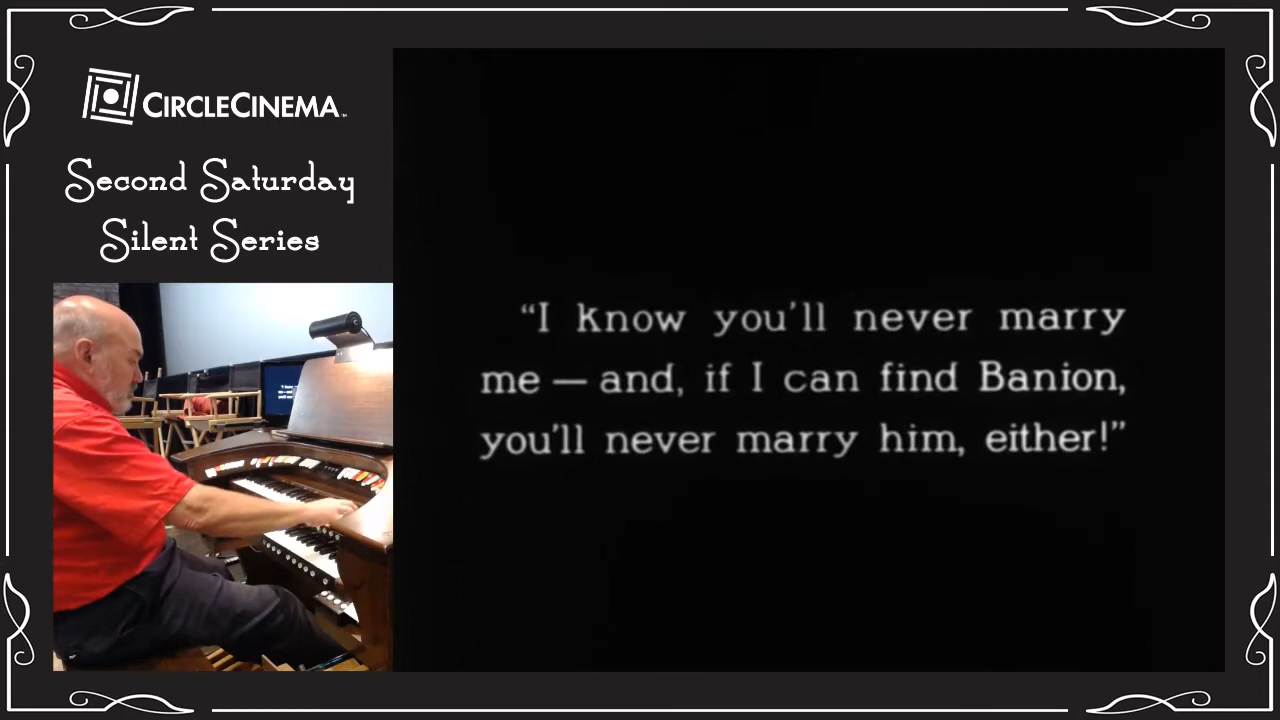 CIRCLECINEMA™
Second Saturday
Silent Series
“I know you'll never marry
me — and, if I can find Banion,
you'll never marry him, either!”